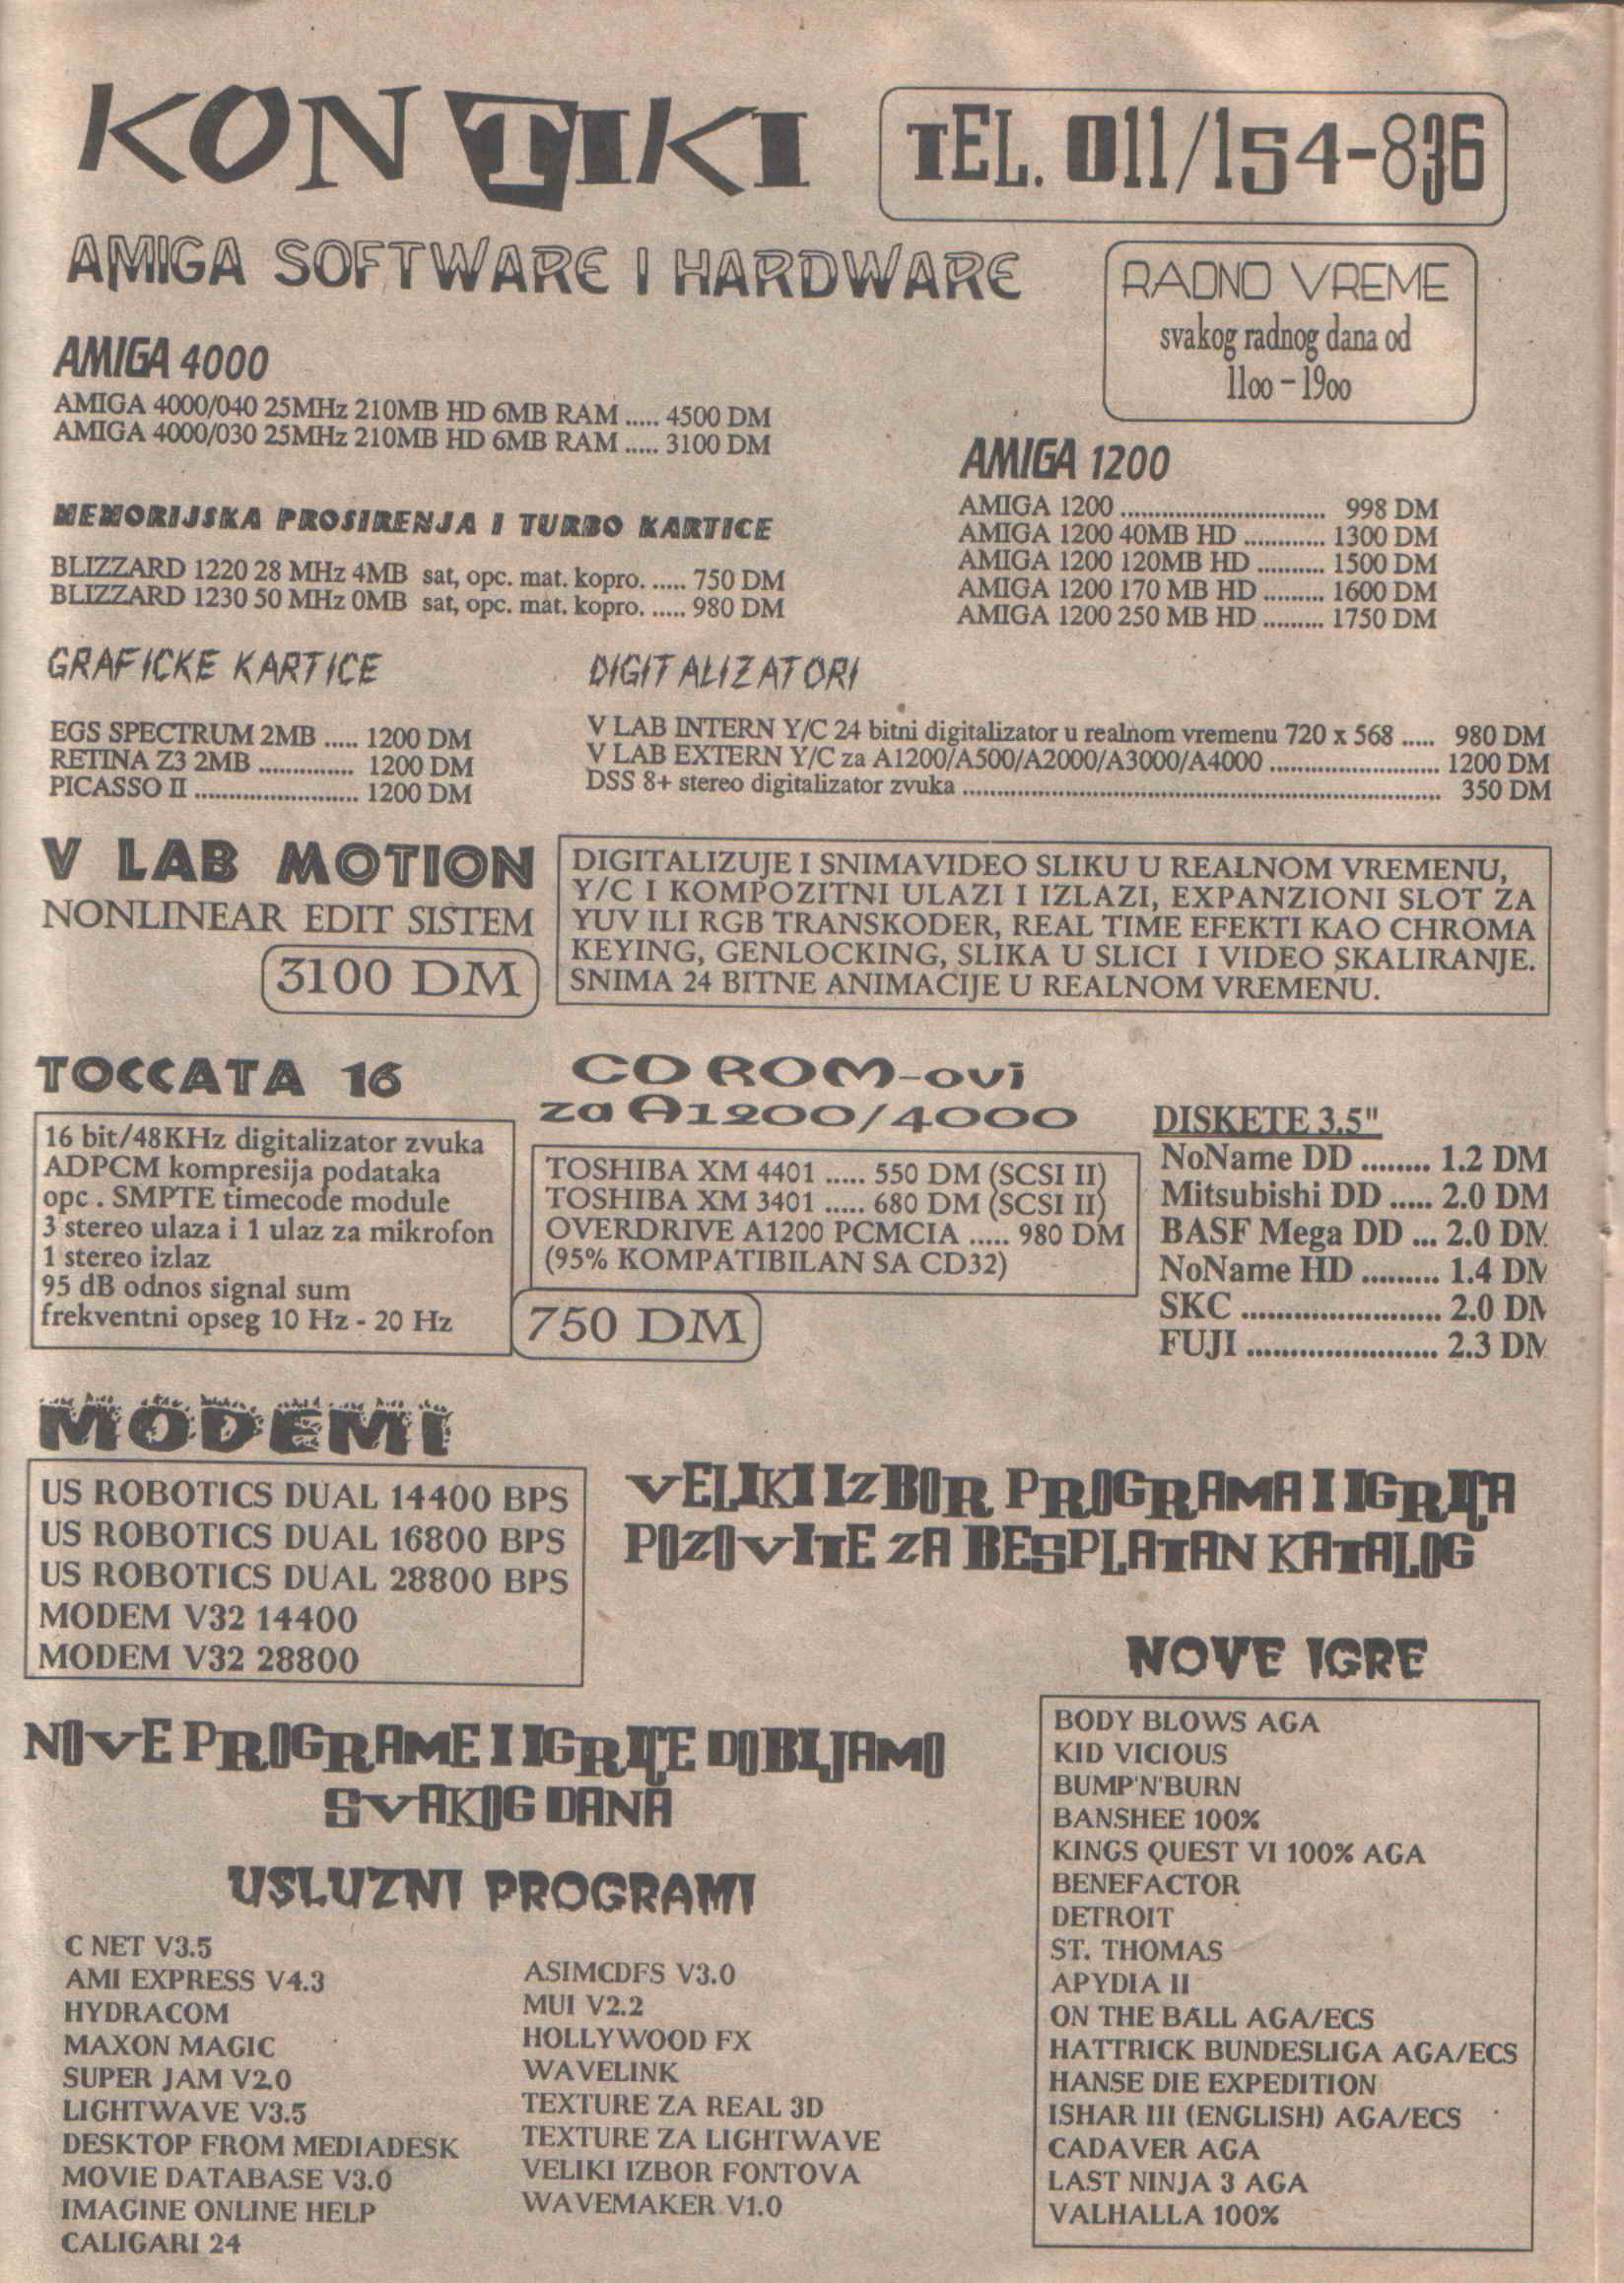 KON TIKI
TEL. 011/154-836
AMIGA SOFTWARE I HARDWARE
RADNO VREME
svakog radnog dana od
11oo - 19oo
AMIGA 4000
AMIGA 4000/040 25MHz 210MB HD 6MB RAM ..... 4500 DM
AMIGA 4000/030 25MHz 210MB HD 6MB RAM ..... 3100 DM
AMIGA 1200
AMIGA 1200 .............................. 998 DM
AMIGA 1200 40MB HD ............ 1300 DM
AMIGA 1200 120MB HD .......... 1500 DM
AMIGA 1200 170 MB HD ......... 1600 DM
AMIGA 1200 250 MB HD ......... 1750 DM
MEMORIJSKA PROSIRENJA I TURBO KARTICE
BLIZZARD 1220 28 MHz 4MB sat, opc. mat. kopro. ..... 750 DM
BLIZZARD 1230 50 MHz 0MB sat, opc. mat. kopro. ..... 980 DM
GRAFICKE KARTICE
EGS SPECTRUM 2MB ..... 1200 DM
RETINA Z3 2MB .............. 1200 DM
PICASSO II ........................ 1200 DM
DIGITALIZATORI
V LAB INTERN Y/C 24 bitni digitalizator u realnom vremenu 720 x 568 ..... 980 DM
V LAB EXTERN Y/C za A1200/A500/A2000/A3000/A4000 ......................... 1200 DM
DSS 8+ stereo digitalizator zvuka ...................................................................... 350 DM
V LAB MOTION
NONLINEAR EDIT SISTEM
3100 DM
DIGITALIZUJE I SNIMAVIDEO SLIKU U REALNOM VREMENU,
Y/C I KOMPOZITNI ULAZI I IZLAZI, EXPANZIONI SLOT ZA
YUV ILI RGB TRANSKODER, REAL TIME EFEKTI KAO CHROMA
KEYING, GENLOCKING, SLIKA U SLICI I VIDEO SKALIRANJE.
SNIMA 24 BITNE ANIMACIJE U REALNOM VREMENU.
TOCCATA 16
16 bit/48KHz digitalizator zvuka
ADPCM kompresija podataka
opc . SMPTE timecode module
3 stereo ulaza i 1 ulaz za mikrofon
1 stereo izlaz
95 dB odnos signal sum
frekventni opseg 10 Hz - 20 Hz
750 DM
CD ROM-ovi
za A1200/4000
TOSHIBA XM 4401 ..... 550 DM (SCSI II)
TOSHIBA XM 3401 ..... 680 DM (SCSI II)
OVERDRIVE A1200 PCMCIA ..... 980 DM
(95% KOMPATIBILAN SA CD32)
DISKETE 3.5"
NoName DD ........ 1.2 DM
Mitsubishi DD ..... 2.0 DM
BASF Mega DD ... 2.0 DM
NoName HD ......... 1.4 DM
SKC ....................... 2.0 DM
FUJI ...................... 2.3 DM
MODEMI
US ROBOTICS DUAL 14400 BPS
US ROBOTICS DUAL 16800 BPS
US ROBOTICS DUAL 28800 BPS
MODEM V32 14400
MODEM V32 28800
VELIKI IZBOR PROGRAMA I IGRICA
POZOVITE ZA BESPLATAN KATALOG
NOVE PROGRAME I IGRICE DOBIJAMO
SVAKOG DANA
USLUZNI PROGRAMI
C NET V3.5
AMI EXPRESS V4.3
HYDRACOM
MAXON MAGIC
SUPER JAM V2.0
LIGHTWAVE V3.5
DESKTOP FROM MEDIADESK
MOVIE DATABASE V3.0
IMAGINE ONLINE HELP
CALIGARI 24
ASIMCDFS V3.0
MUI V2.2
HOLLYWOOD FX
WAVELINK
TEXTURE ZA REAL 3D
TEXTURE ZA LIGHTWAVE
VELIKI IZBOR FONTOVA
WAVEMAKER V1.0
NOVE IGRE
BODY BLOWS AGA
KID VICIOUS
BUMP'N'BURN
BANSHEE 100%
KINGS QUEST VI 100% AGA
BENEFACTOR
DETROIT
ST. THOMAS
APYDIA II
ON THE BALL AGA/ECS
HATTRICK BUNDESLIGA AGA/ECS
HANSE DIE EXPEDITION
ISHAR III (ENGLISH) AGA/ECS
CADAVER AGA
LAST NINJA 3 AGA
VALHALLA 100%